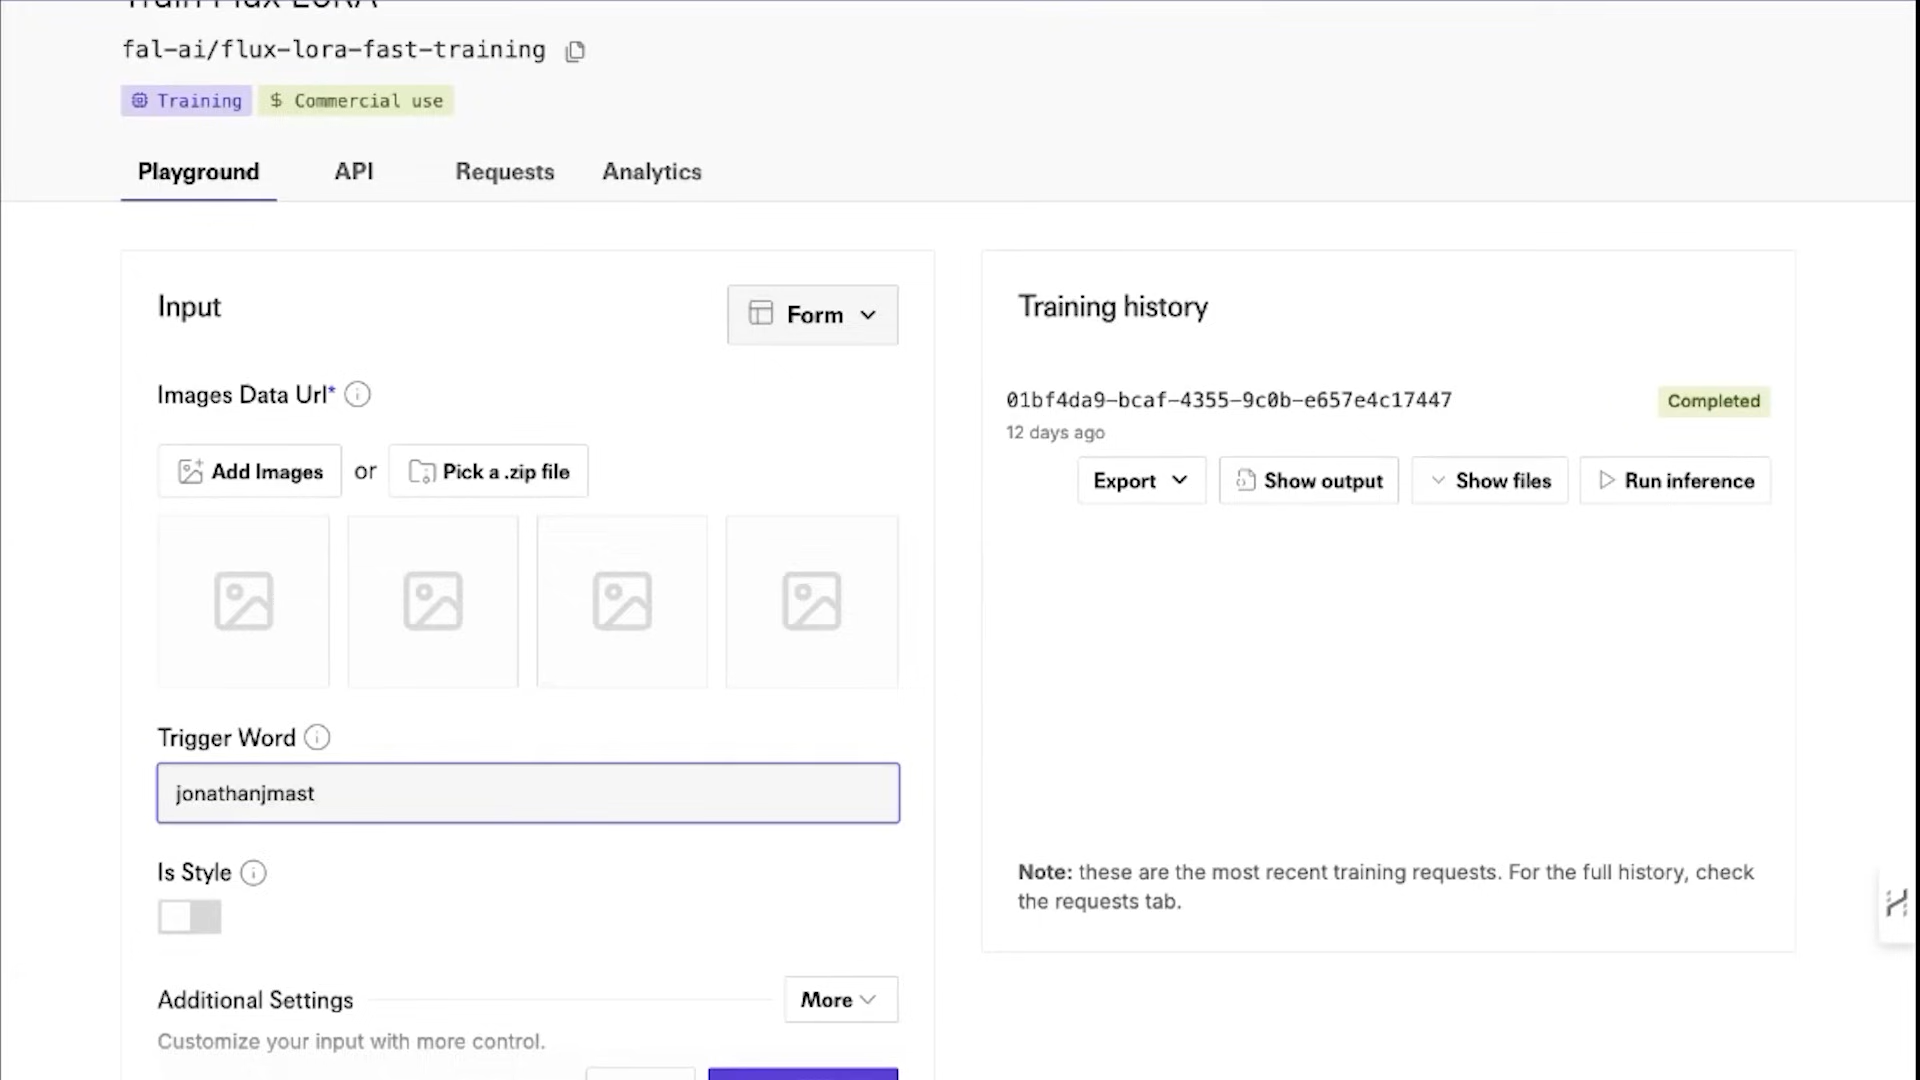 Train Flux LoRA
fal-ai/flux-lora-fast-training
Training
$ Commercial use
Playground
API
Requests
Analytics
Input
Form
Images Data Url*
Add Images
or
Pick a .zip file
Trigger Word
jonathanjmast
Is Style
Additional Settings
More
Customize your input with more control.
Training history
01bf4da9-bcaf-4355-9c0b-e657e4c17447
Completed
12 days ago
Export
Show output
Show files
Run inference
Note: these are the most recent training requests. For the full history, check
the requests tab.